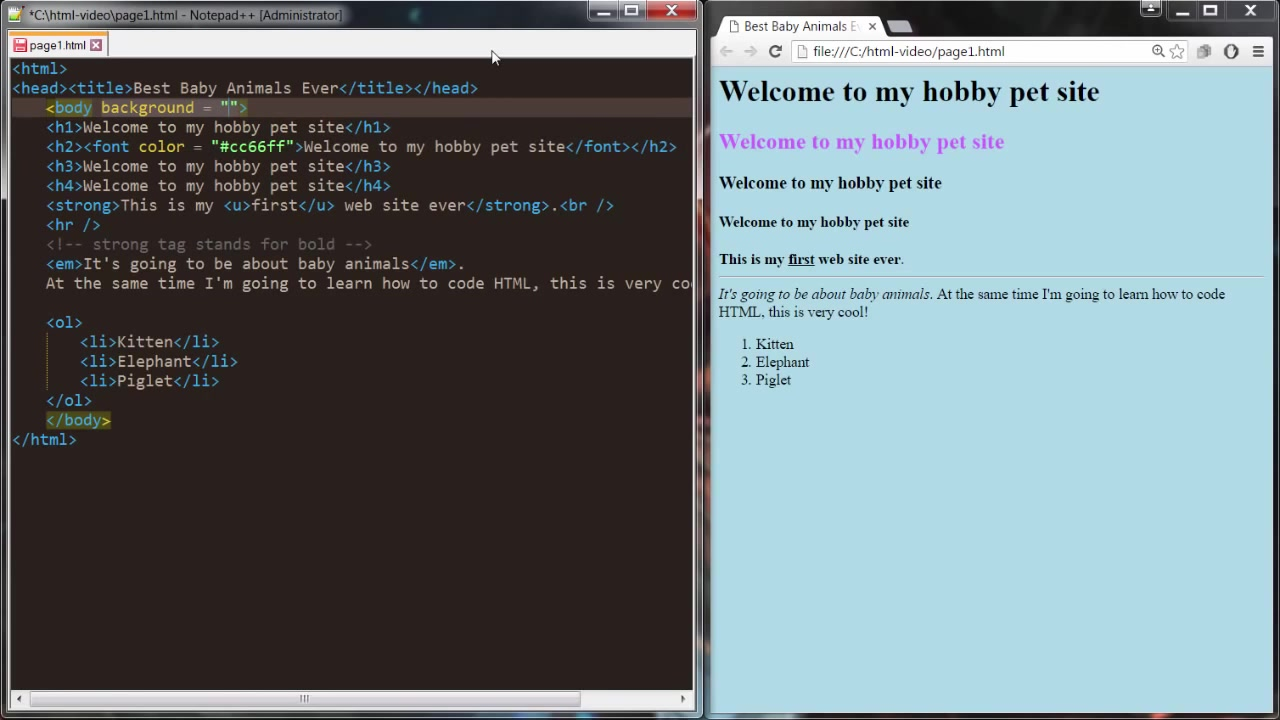 *C:\html-video\page1.html - Notepad++ [Administrator]
page1.html
<html>
<head><title>Best Baby Animals Ever</title></head>
<body background = "">
<h1>Welcome to my hobby pet site</h1>
<h2><font color = "#cc66ff">Welcome to my hobby pet site</font></h2>
<h3>Welcome to my hobby pet site</h3>
<h4>Welcome to my hobby pet site</h4>
<strong>This is my <u>first</u> web site ever</strong>.<br />
<hr />
<!-- strong tag stands for bold -->
<em>It's going to be about baby animals</em>.
At the same time I'm going to learn how to code HTML, this is very co
<ol>
<li>Kitten</li>
<li>Elephant</li>
<li>Piglet</li>
</ol>
</body>
</html>
Best Baby Animals Ev
file:///C:/html-video/page1.html
Welcome to my hobby pet site
Welcome to my hobby pet site
Welcome to my hobby pet site
Welcome to my hobby pet site
This is my first web site ever.
It's going to be about baby animals. At the same time I'm going to learn how to code
HTML, this is very cool!
1. Kitten
2. Elephant
3. Piglet